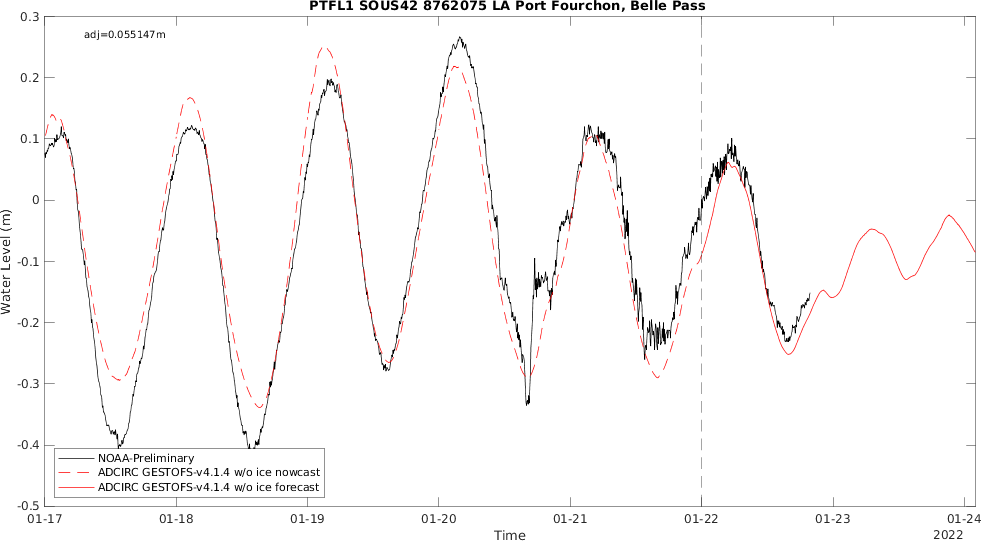 PTFL1 SOUS42 8762075 LA Port Fourchon, Belle Pass
adj=0.055147m
0.3
0.2
0.1
0
-0.1
-0.2
-0.3
-0.4
-0.5
Water Level (m)
NOAA-Preliminary
ADCIRC GESTOFS-v4.1.4 w/o ice nowcast
ADCIRC GESTOFS-v4.1.4 w/o ice forecast
01-17 01-18 01-19 01-20 01-21 01-22 01-23 01-24
Time
2022